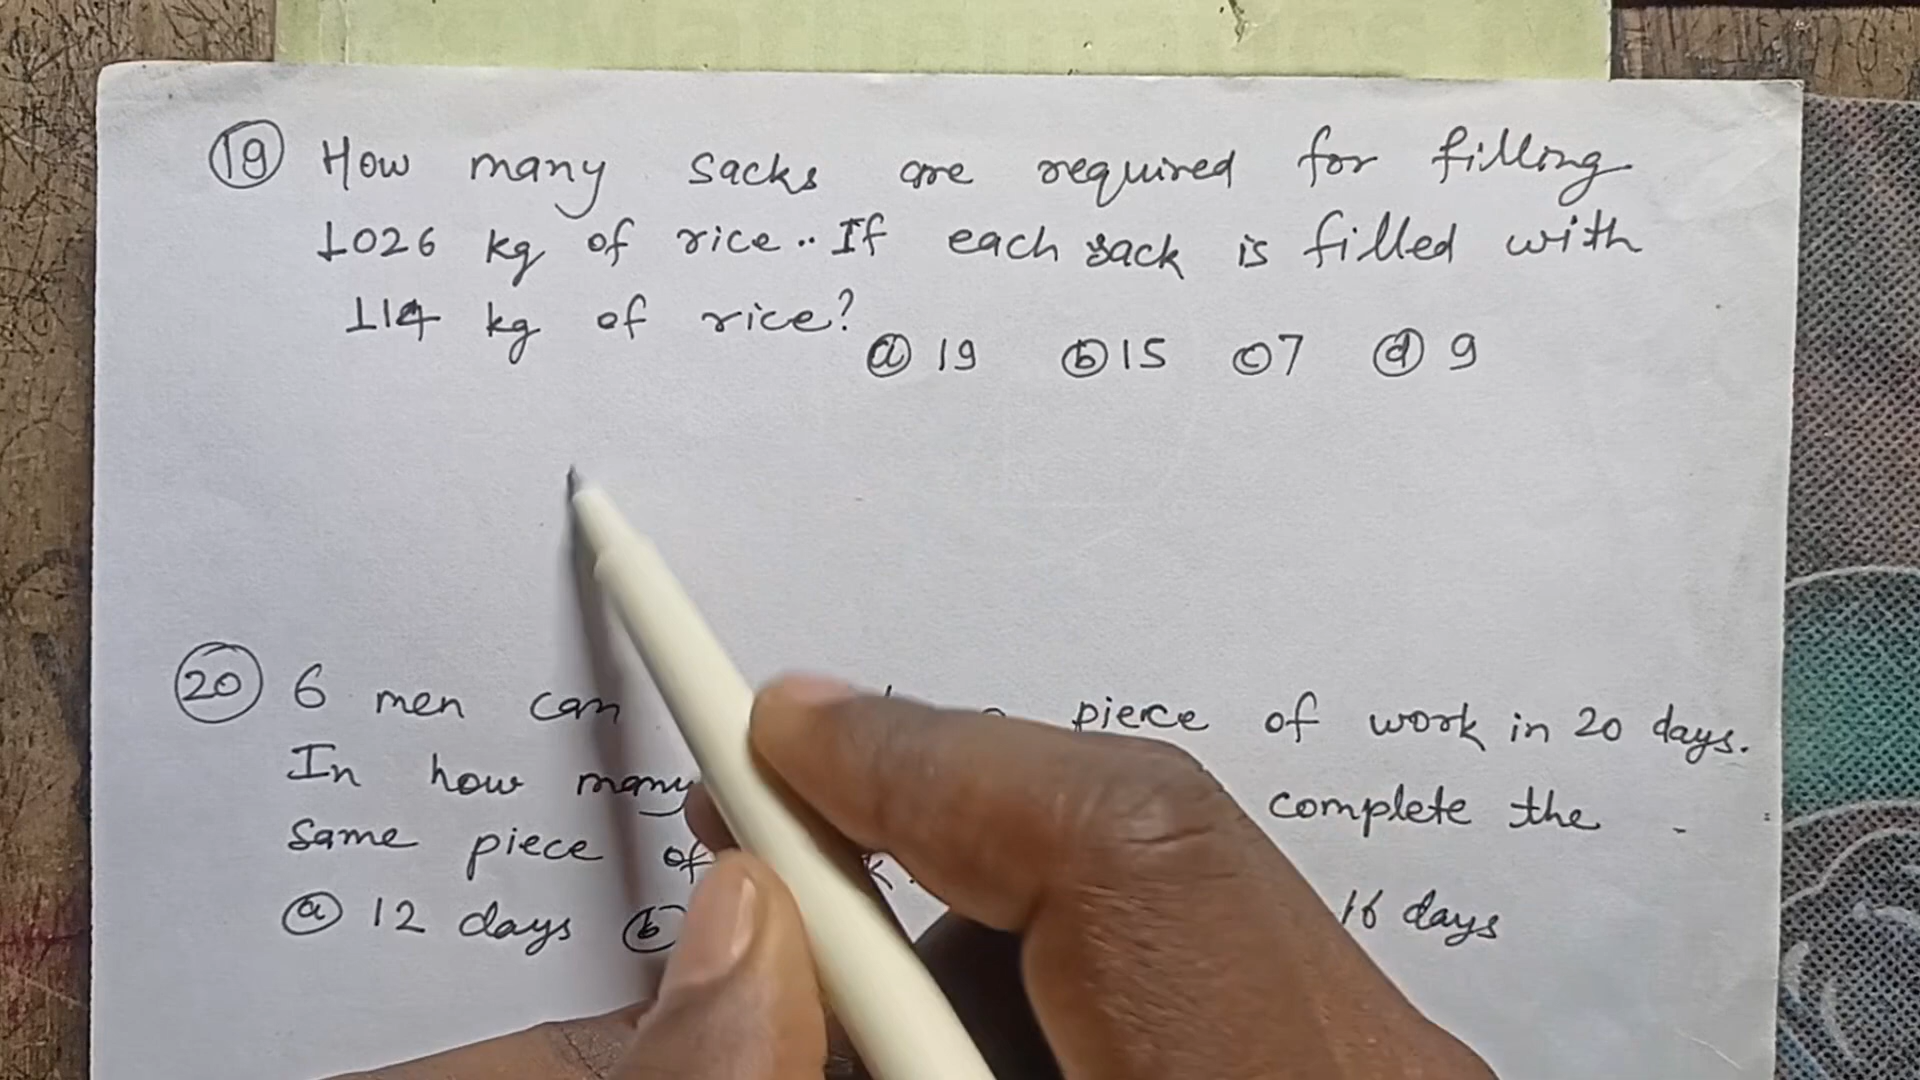 19 How many sacks are required for filling
1026 kg of rice.. If each sack is filled with
114 kg of rice?
a 19 b 15 c 7 d 9
20 6 men can piece of work in 20 days.
In how many complete the
same piece of
a 12 days b 16 days